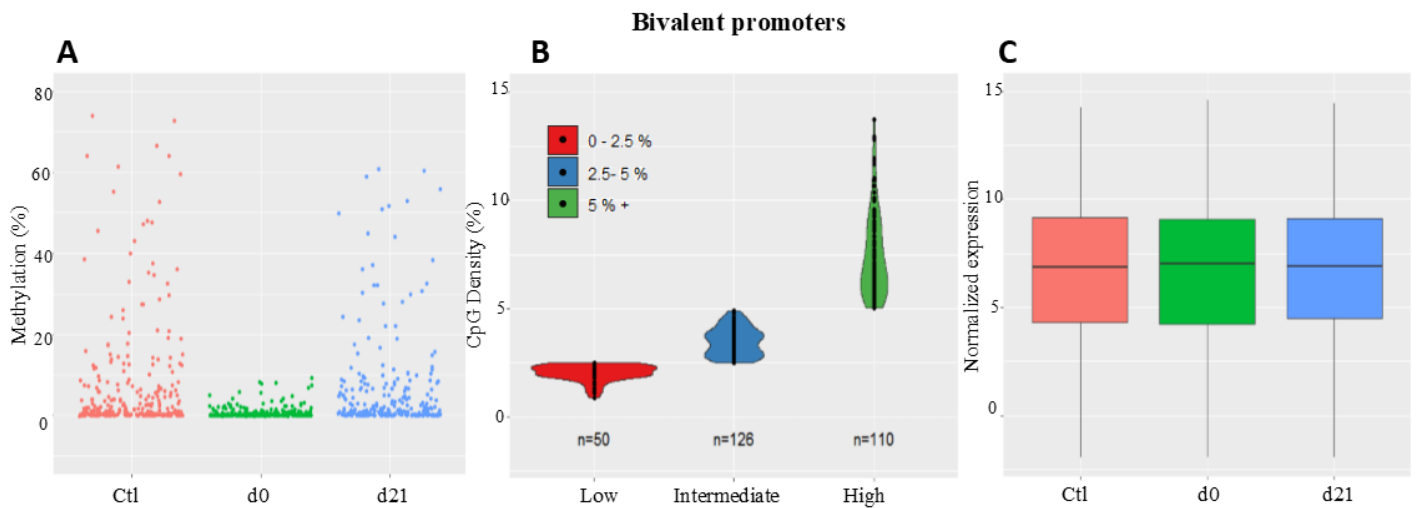 Bivalent promoters
A
B
C
Methylation (%)
80
60
40
20
0
Ctl
d0
d21
CpG Density (%)
15
10
5
0
0 - 2.5 %
2.5- 5 %
5 % +
n=50
n=126
n=110
Low
Intermediate
High
Normalized expression
15
10
5
0
Ctl
d0
d21